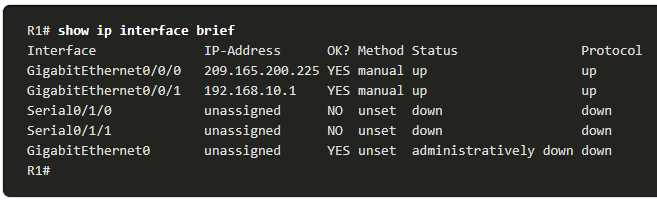 R1# show ip interface brief
Interface IP-Address OK? Method Status Protocol
GigabitEthernet0/0/0 209.165.200.225 YES manual up up
GigabitEthernet0/0/1 192.168.10.1 YES manual up up
Serial0/1/0 unassigned NO unset down down
Serial0/1/1 unassigned NO unset down down
GigabitEthernet0 unassigned YES unset administratively down down
R1#